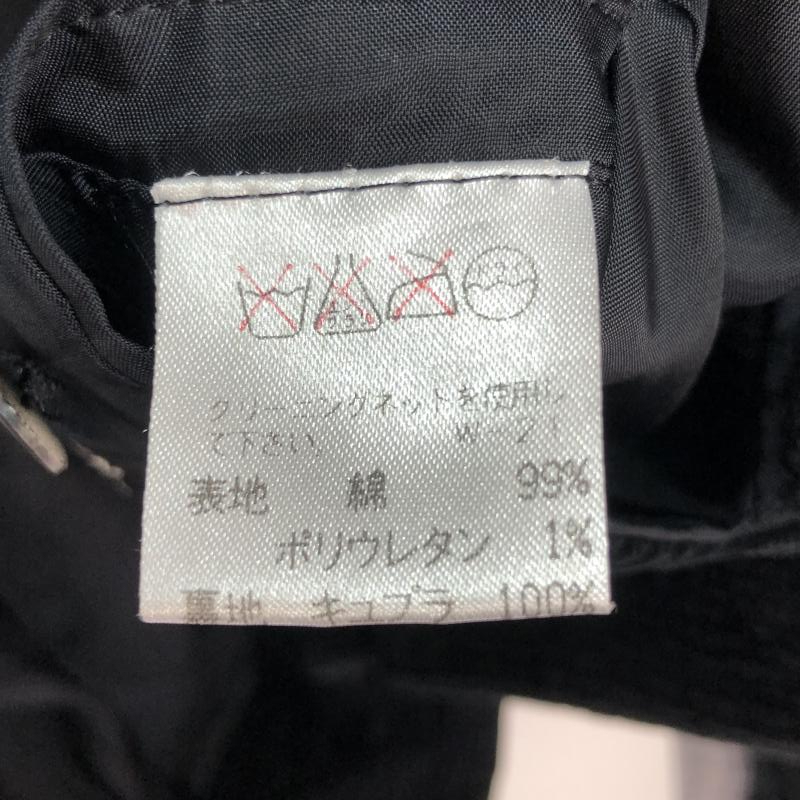 クリーニングネットを使用し
て下さい W-21
表地 綿 99%
ポリウレタン 1%
裏地 キュプラ 100%